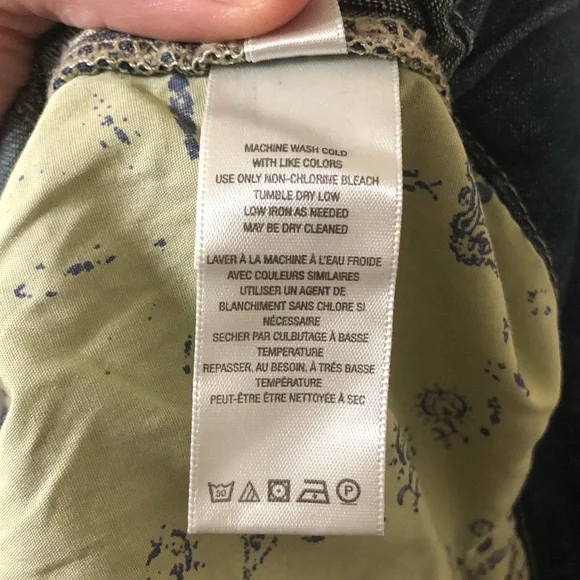 MACHINE WASH COLD
WITH LIKE COLORS
USE ONLY NON-CHLORINE BLEACH
TUMBLE DRY LOW
LOW IRON AS NEEDED
MAY BE DRY CLEANED
LAVER À LA MACHINE À L'EAU FROIDE
AVEC COULEURS SIMILAIRES
UTILISER UN AGENT DE
BLANCHIMENT SANS CHLORE SI
NÉCESSAIRE
SECHER PAR CULBUTAGE À BASSE
TEMPERATURE
REPASSER, AU BESOIN, À TRÉS BASSE
TEMPÉRATURE
PEUT-ÊTRE ÊTRE NETTOYÉE À SEC
30 P